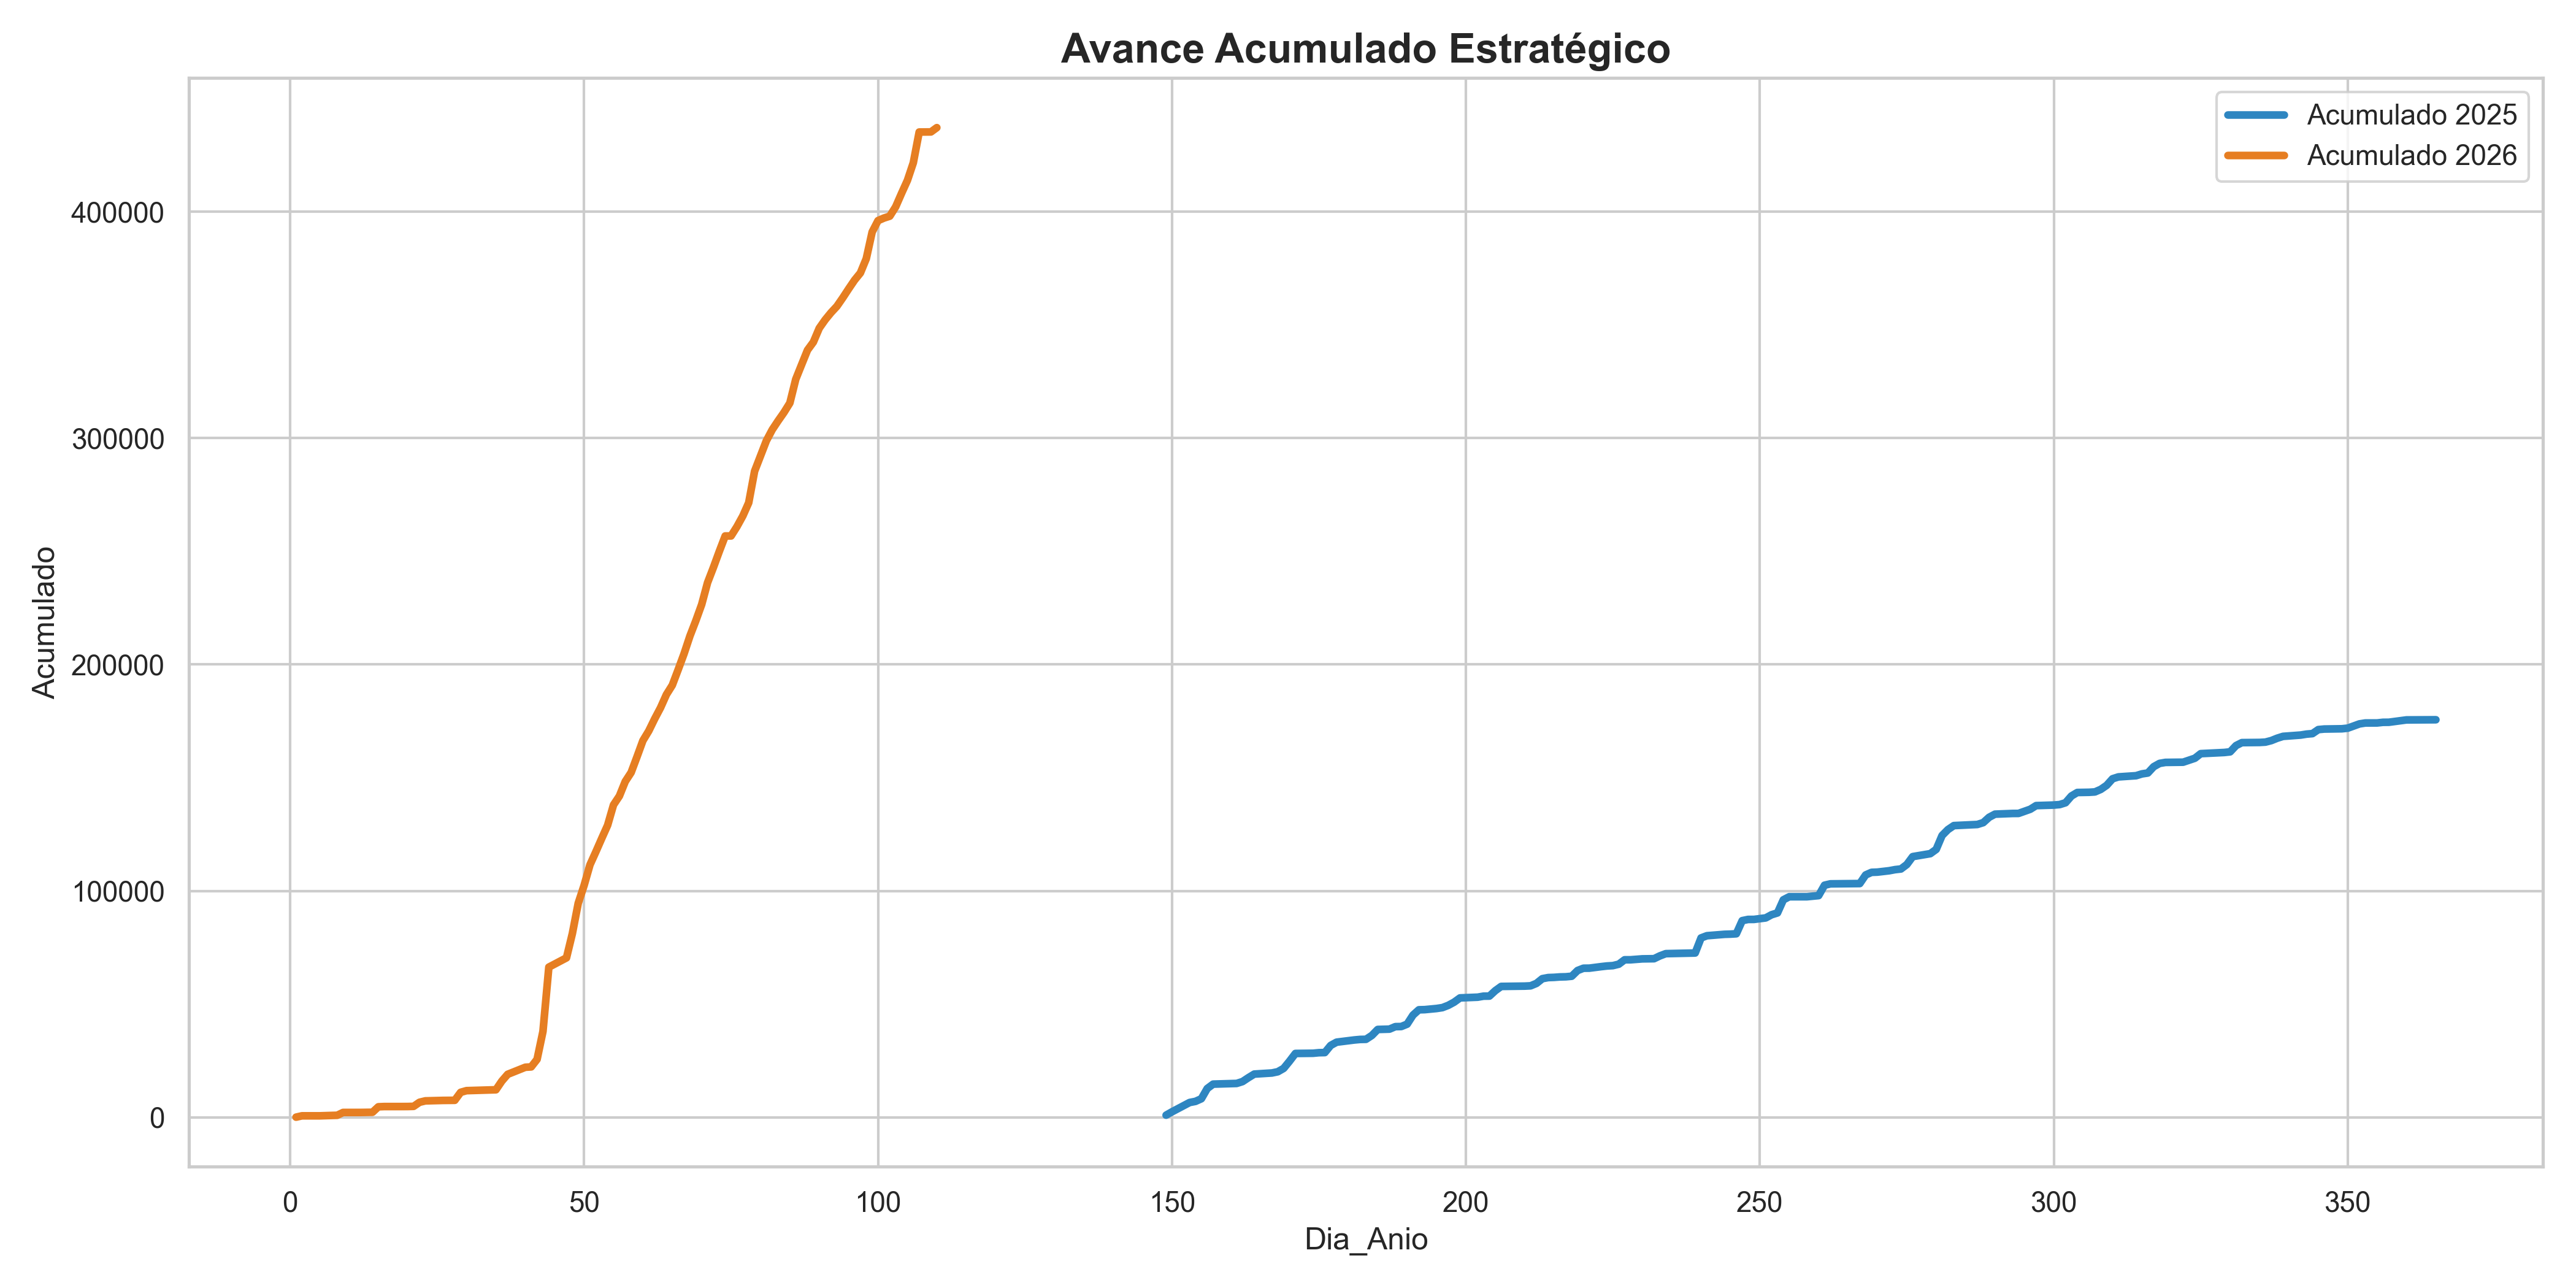 Avance Acumulado Estratégico
Acumulado 2025
Acumulado 2026
Acumulado
400000
300000
200000
100000
0
0 50 100 150 200 250 300 350
Dia_Anio